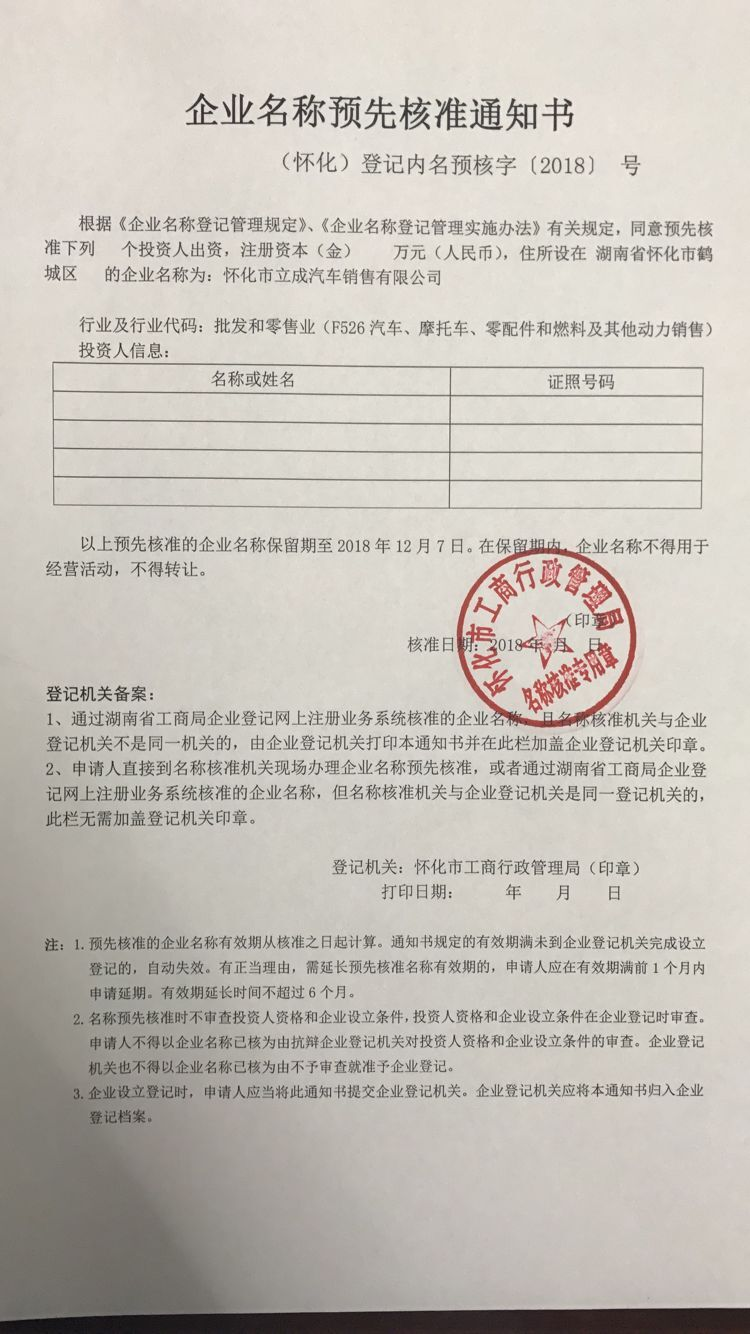 企业名称预先核准通知书
（怀化）登记内名预核字〔2018〕 号
根据《企业名称登记管理规定》、《企业名称登记管理实施办法》有关规定，同意预先核
准下列 个投资人出资，注册资本（金） 万元（人民币），住所设在 湖南省怀化市鹤
城区 的企业名称为：怀化市立成汽车销售有限公司
行业及行业代码：批发和零售业（F526 汽车、摩托车、零配件和燃料及其他动力销售）
投资人信息：
名称或姓名 证照号码
以上预先核准的企业名称保留期至 2018 年 12 月 7 日。在保留期内，企业名称不得用于
经营活动，不得转让。
（印章
核准日期：2018 年 月 日
怀化市工商行政管理局
名称核准专用章
登记机关备案：
1、通过湖南省工商局企业登记网上注册业务系统核准的企业名称，且名称核准机关与企业
登记机关不是同一机关的，由企业登记机关打印本通知书并在此栏加盖企业登记机关印章。
2、申请人直接到名称核准机关现场办理企业名称预先核准，或者通过湖南省工商局企业登
记网上注册业务系统核准的企业名称，但名称核准机关与企业登记机关是同一登记机关的，
此栏无需加盖登记机关印章。
登记机关：怀化市工商行政管理局（印章）
打印日期： 年 月 日
注：1. 预先核准的企业名称有效期从核准之日起计算。通知书规定的有效期满未到企业登记机关完成设立
登记的，自动失效。有正当理由，需延长预先核准名称有效期的，申请人应在有效期满前 1 个月内
申请延期。有效期延长时间不超过 6 个月。
2. 名称预先核准时不审查投资人资格和企业设立条件，投资人资格和企业设立条件在企业登记时审查。
申请人不得以企业名称已核为由抗辩企业登记机关对投资人资格和企业设立条件的审查。企业登记
机关也不得以企业名称已核为由不予审查就准予企业登记。
3. 企业设立登记时，申请人应当将此通知书提交企业登记机关。企业登记机关应将本通知书归入企业
登记档案。